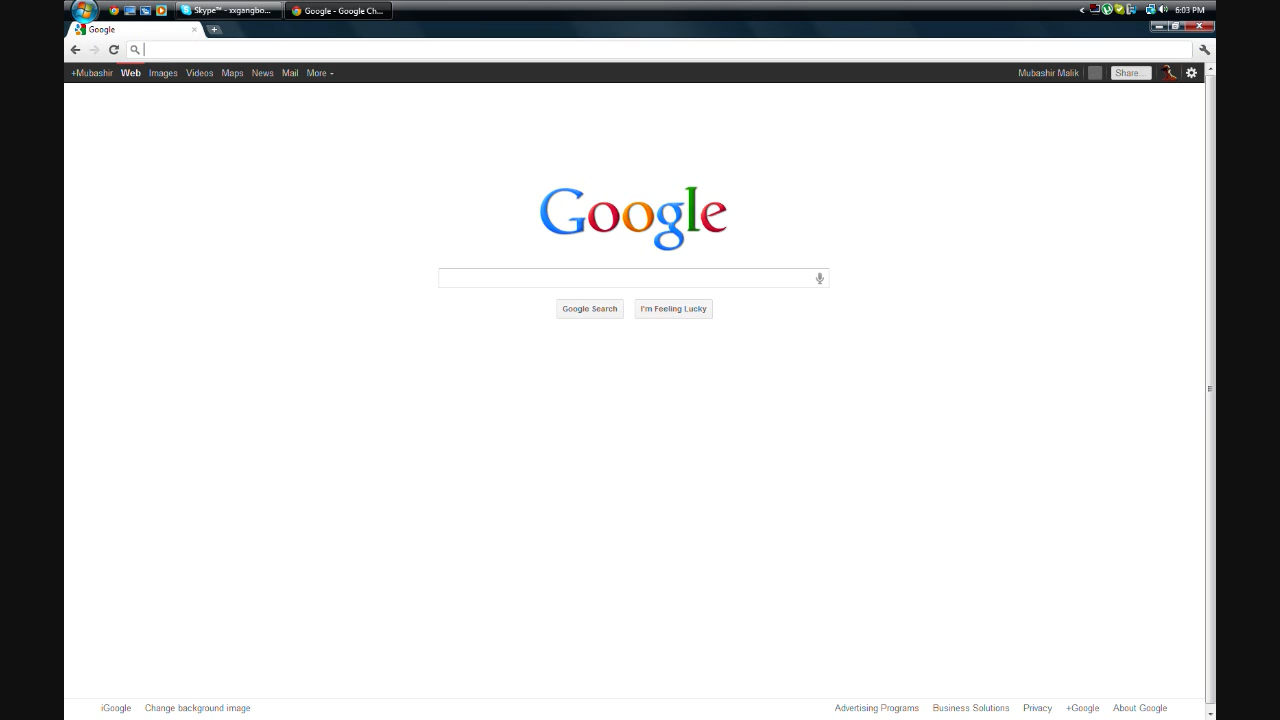 Skype™ - xxgangbo... Google - Google Ch... 6:03 PM
Google
+Mubashir Web Images Videos Maps News Mail More Mubashir Malik Share...
Google
Google Search I'm Feeling Lucky
iGoogle Change background image Advertising Programs Business Solutions Privacy +Google About Google